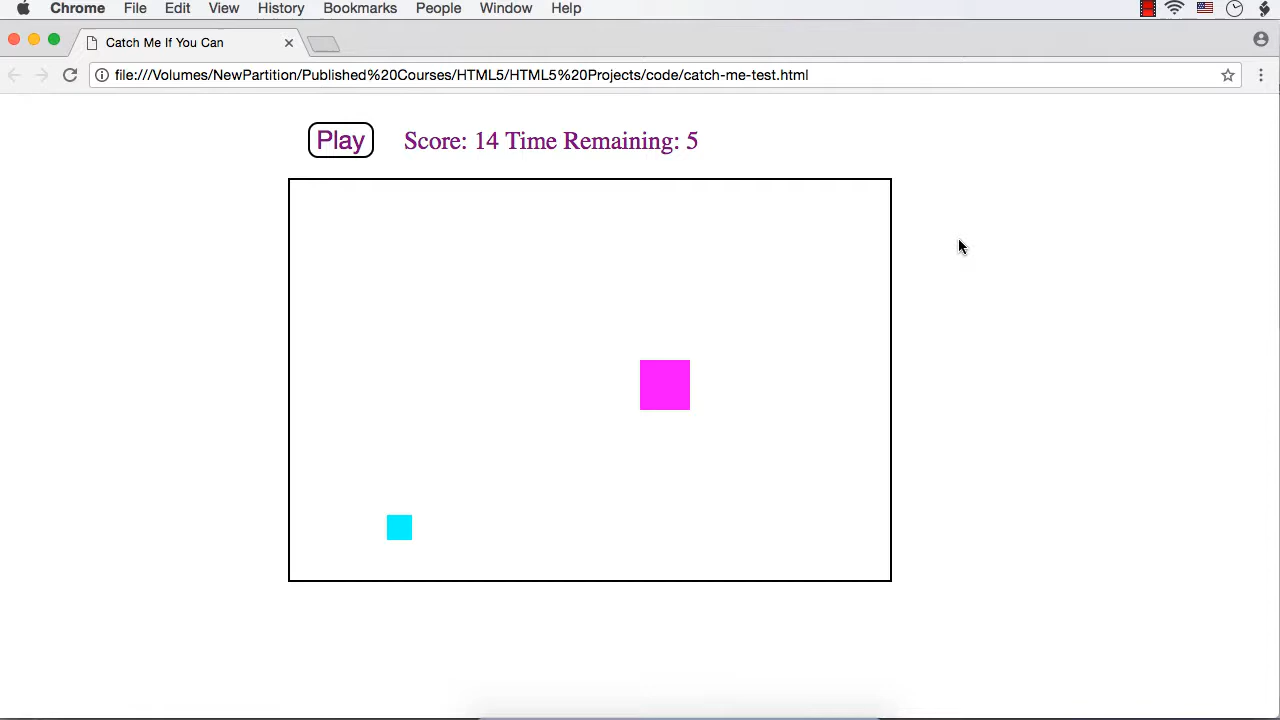 Chrome File Edit View History Bookmarks People Window Help
Catch Me If You Can
file:///Volumes/NewPartition/Published%20Courses/HTML5/HTML5%20Projects/code/catch-me-test.html
Play Score: 14 Time Remaining: 5